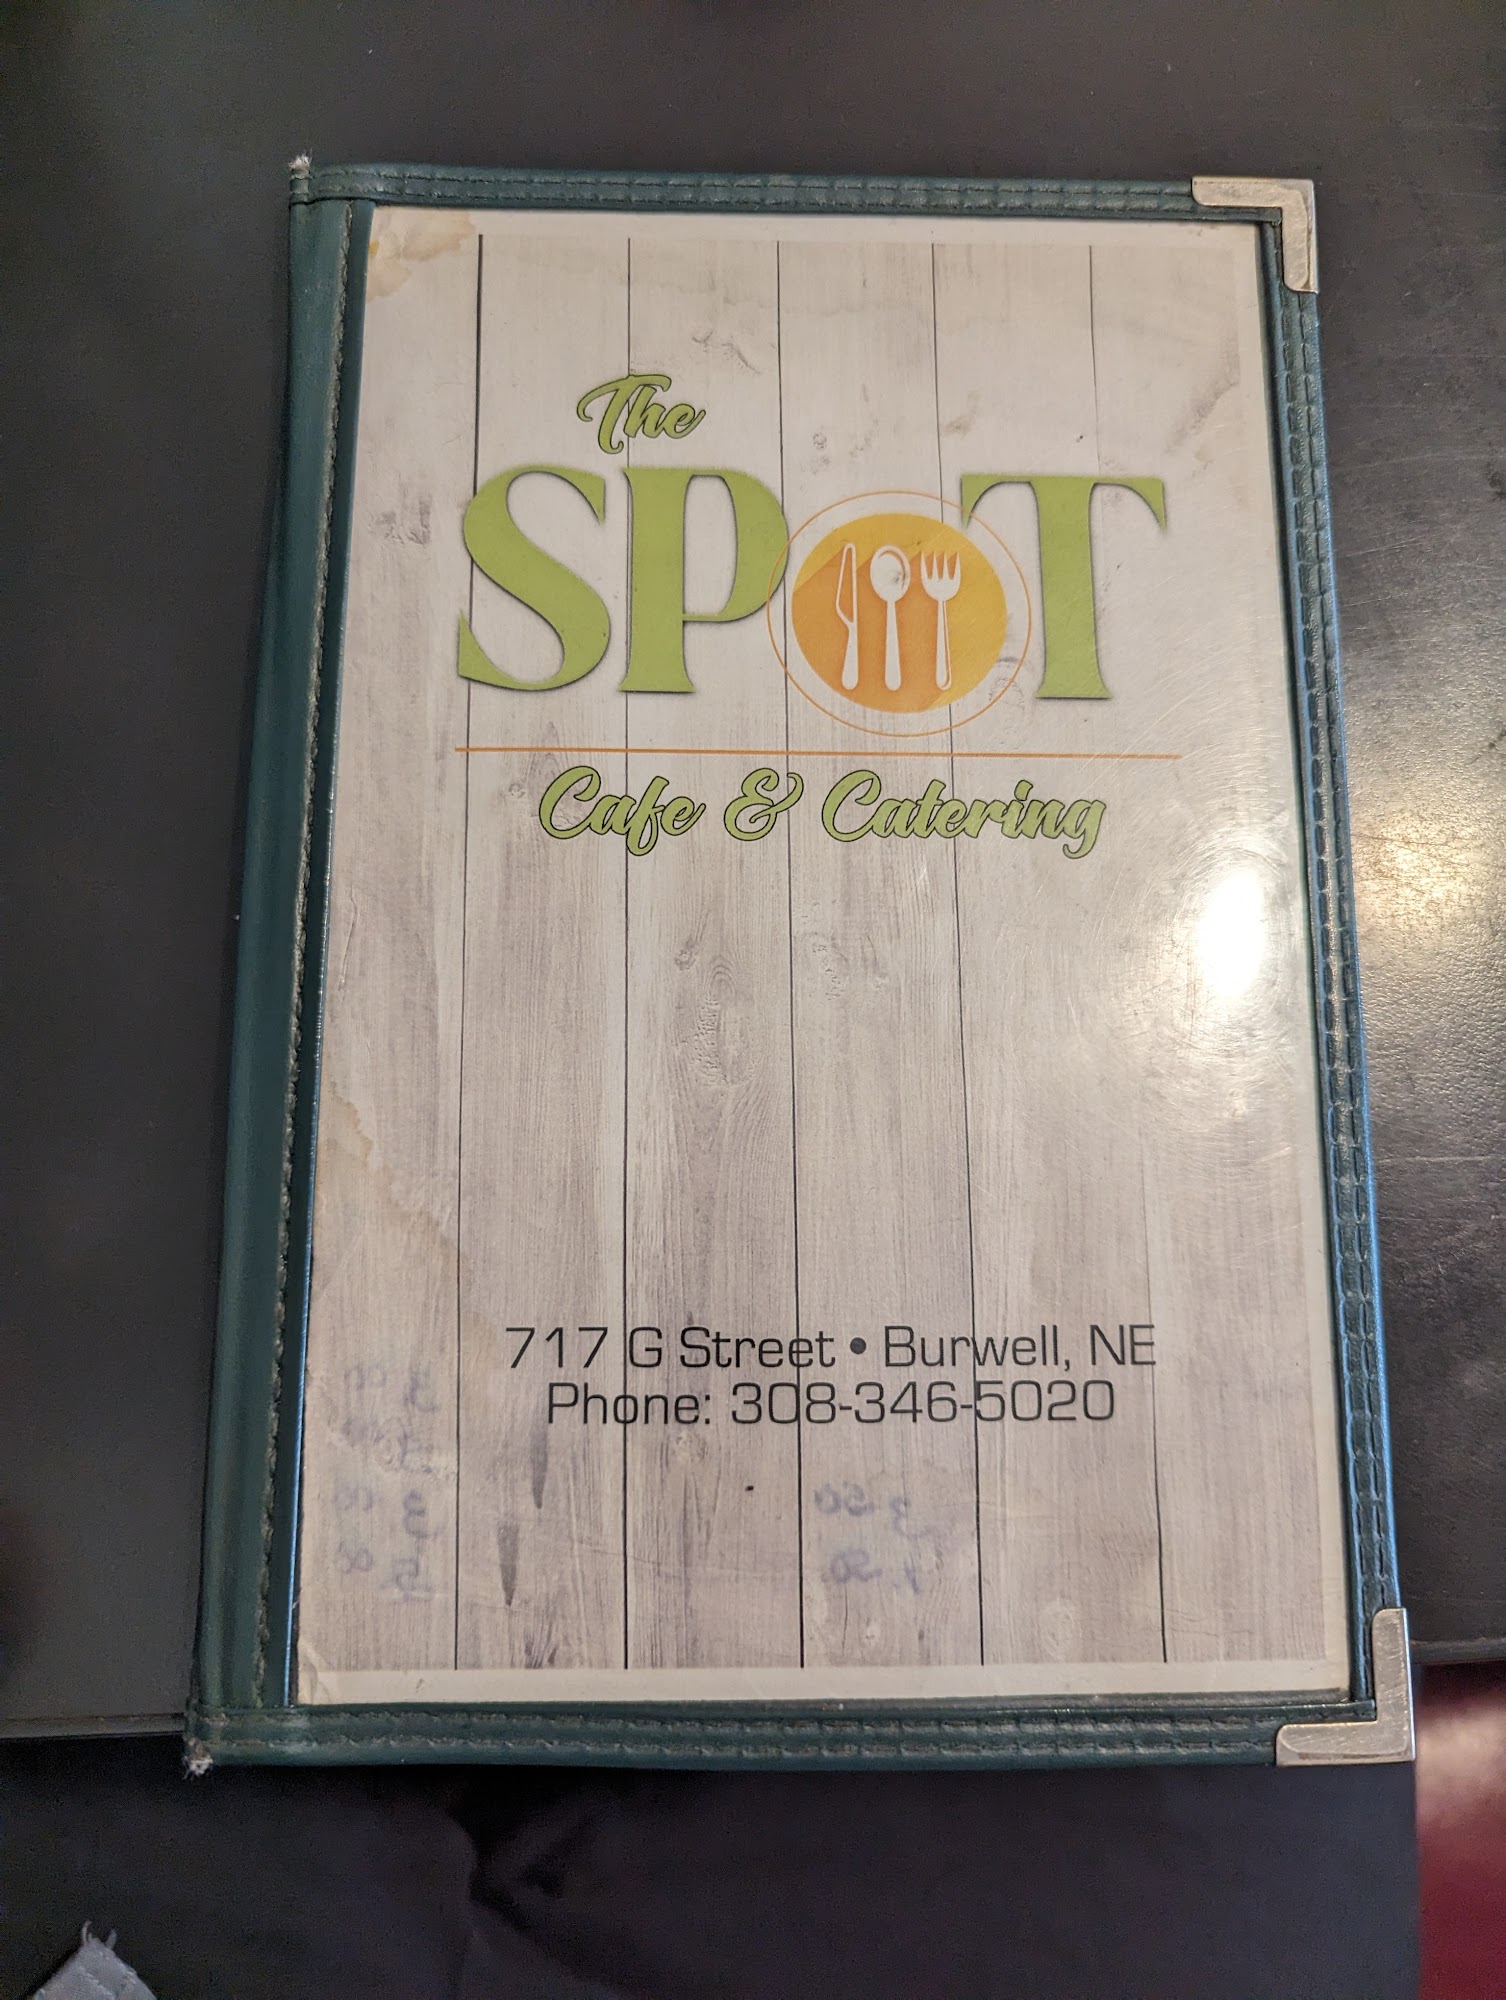 The
SPOT
Cafe & Catering
717 G Street • Burwell, NE
Phone: 308-346-5020